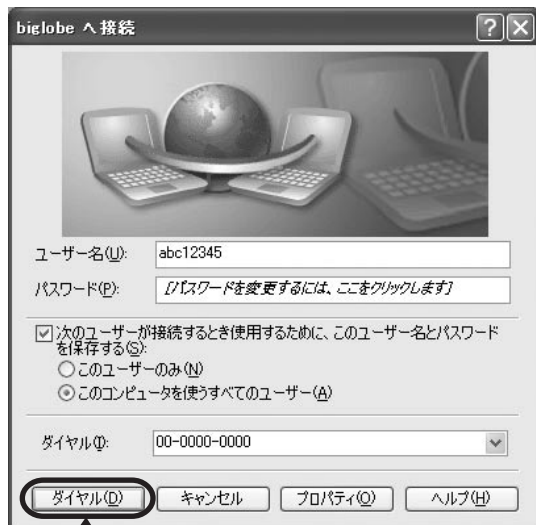 biglobe へ接続
ユーザー名(U): abc12345
パスワード(P): [パスワードを変更するには、ここをクリックします]
次のユーザーが接続するとき使用するために、このユーザー名とパスワード
を保存する(S):
このユーザーのみ(N)
このコンピュータを使うすべてのユーザー(A)
ダイヤル(I): 00-0000-0000
ダイヤル(D) キャンセル プロパティ(O) ヘルプ(H)